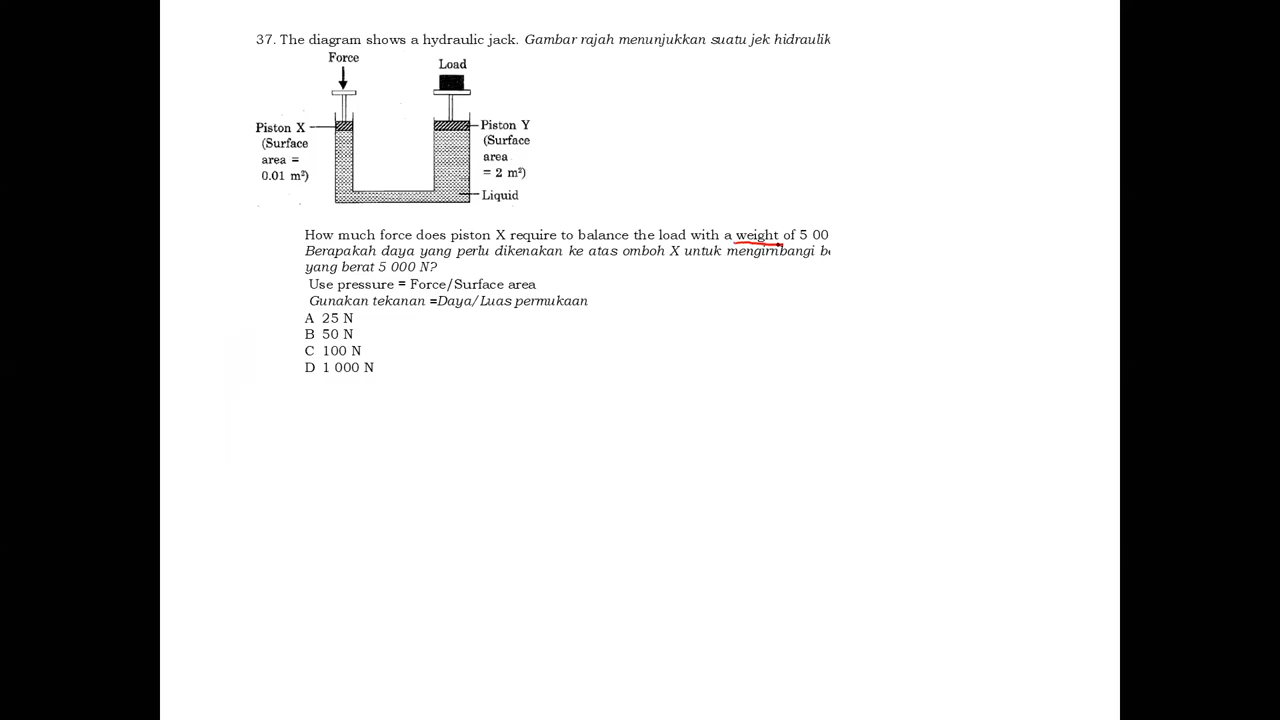 37. The diagram shows a hydraulic jack. Gambar rajah menunjukkan suatu jek hidraulik
Force
Load
Piston X
(Surface
area =
0.01 m²)
Piston Y
(Surface
area
= 2 m²)
Liquid
How much force does piston X require to balance the load with a weight of 5 00
Berapakah daya yang perlu dikenakan ke atas omboh X untuk mengirnbangi be
yang berat 5 000 N?
Use pressure = Force/Surface area
Gunakan tekanan =Daya/Luas permukaan
A 25 N
B 50 N
C 100 N
D 1 000 N